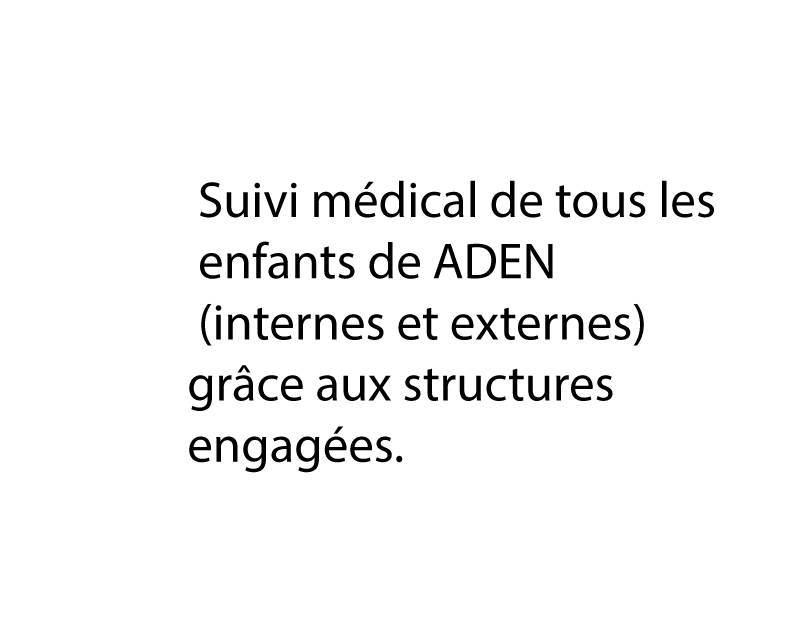 Suivi médical de tous les
enfants de ADEN
(internes et externes)
grâce aux structures
engagées.